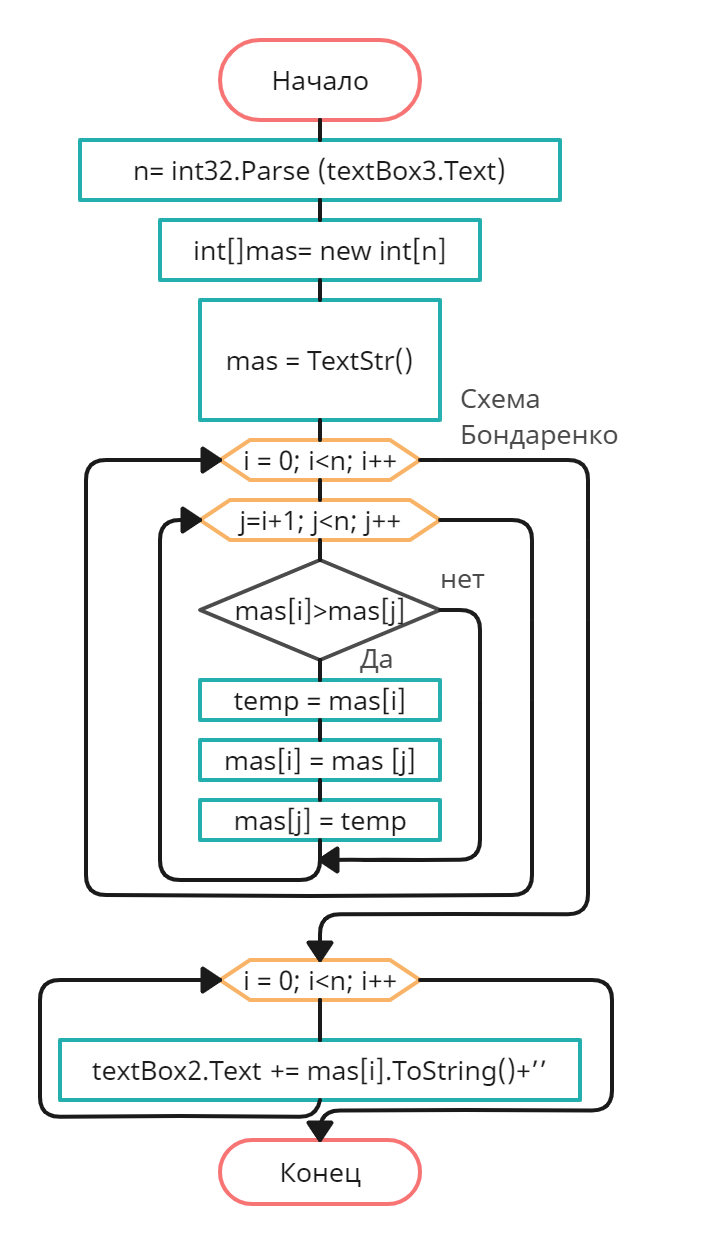 Начало
n= int32.Parse (textBox3.Text)
int[]mas= new int[n]
mas = TextStr()
Схема
Бондаренко
i = 0; i<n; i++
j=i+1; j<n; j++
нет
mas[i]>mas[j]
Да
temp = mas[i]
mas[i] = mas [j]
mas[j] = temp
i = 0; i<n; i++
textBox2.Text += mas[i].ToString()+’’
Конец